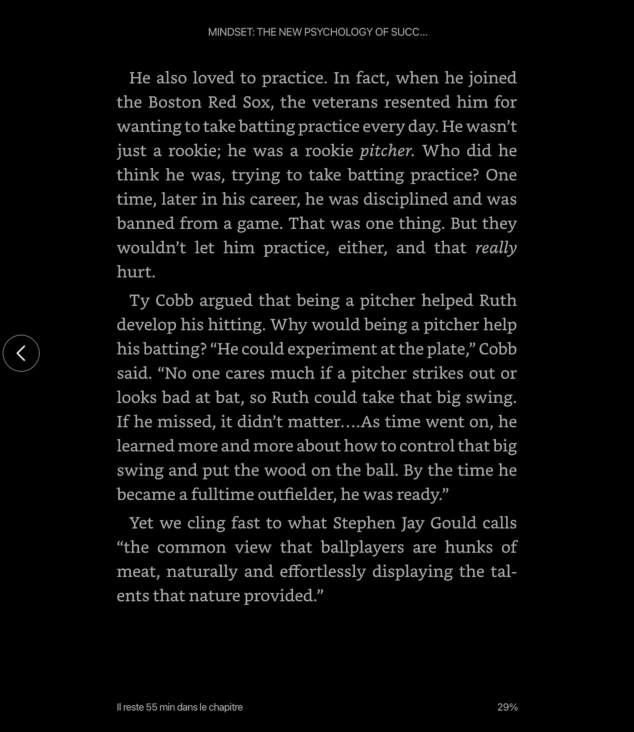 MINDSET: THE NEW PSYCHOLOGY OF SUCC...
He also loved to practice. In fact, when he joined
the Boston Red Sox, the veterans resented him for
wanting to take batting practice every day. He wasn’t
just a rookie; he was a rookie pitcher. Who did he
think he was, trying to take batting practice? One
time, later in his career, he was disciplined and was
banned from a game. That was one thing. But they
wouldn’t let him practice, either, and that really
hurt.
Ty Cobb argued that being a pitcher helped Ruth
develop his hitting. Why would being a pitcher help
his batting? “He could experiment at the plate,” Cobb
said. “No one cares much if a pitcher strikes out or
looks bad at bat, so Ruth could take that big swing.
If he missed, it didn’t matter....As time went on, he
learned more and more about how to control that big
swing and put the wood on the ball. By the time he
became a fulltime outfielder, he was ready.”
Yet we cling fast to what Stephen Jay Gould calls
“the common view that ballplayers are hunks of
meat, naturally and effortlessly displaying the tal-
ents that nature provided.”
Il reste 55 min dans le chapitre
29%